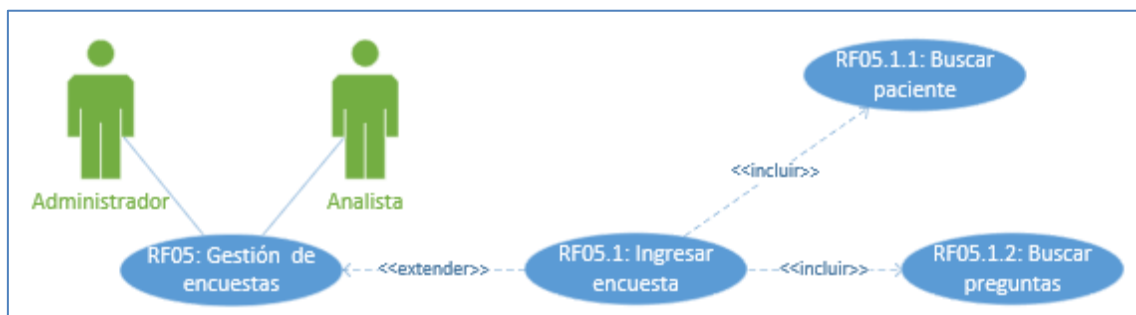 RF05.1.1: Buscar
paciente
<<incluir>>
Administrador
Analista
RF05: Gestión de
encuestas
<<extender>>
RF05.1: Ingresar
encuesta
<<incluir>>
RF05.1.2: Buscar
preguntas